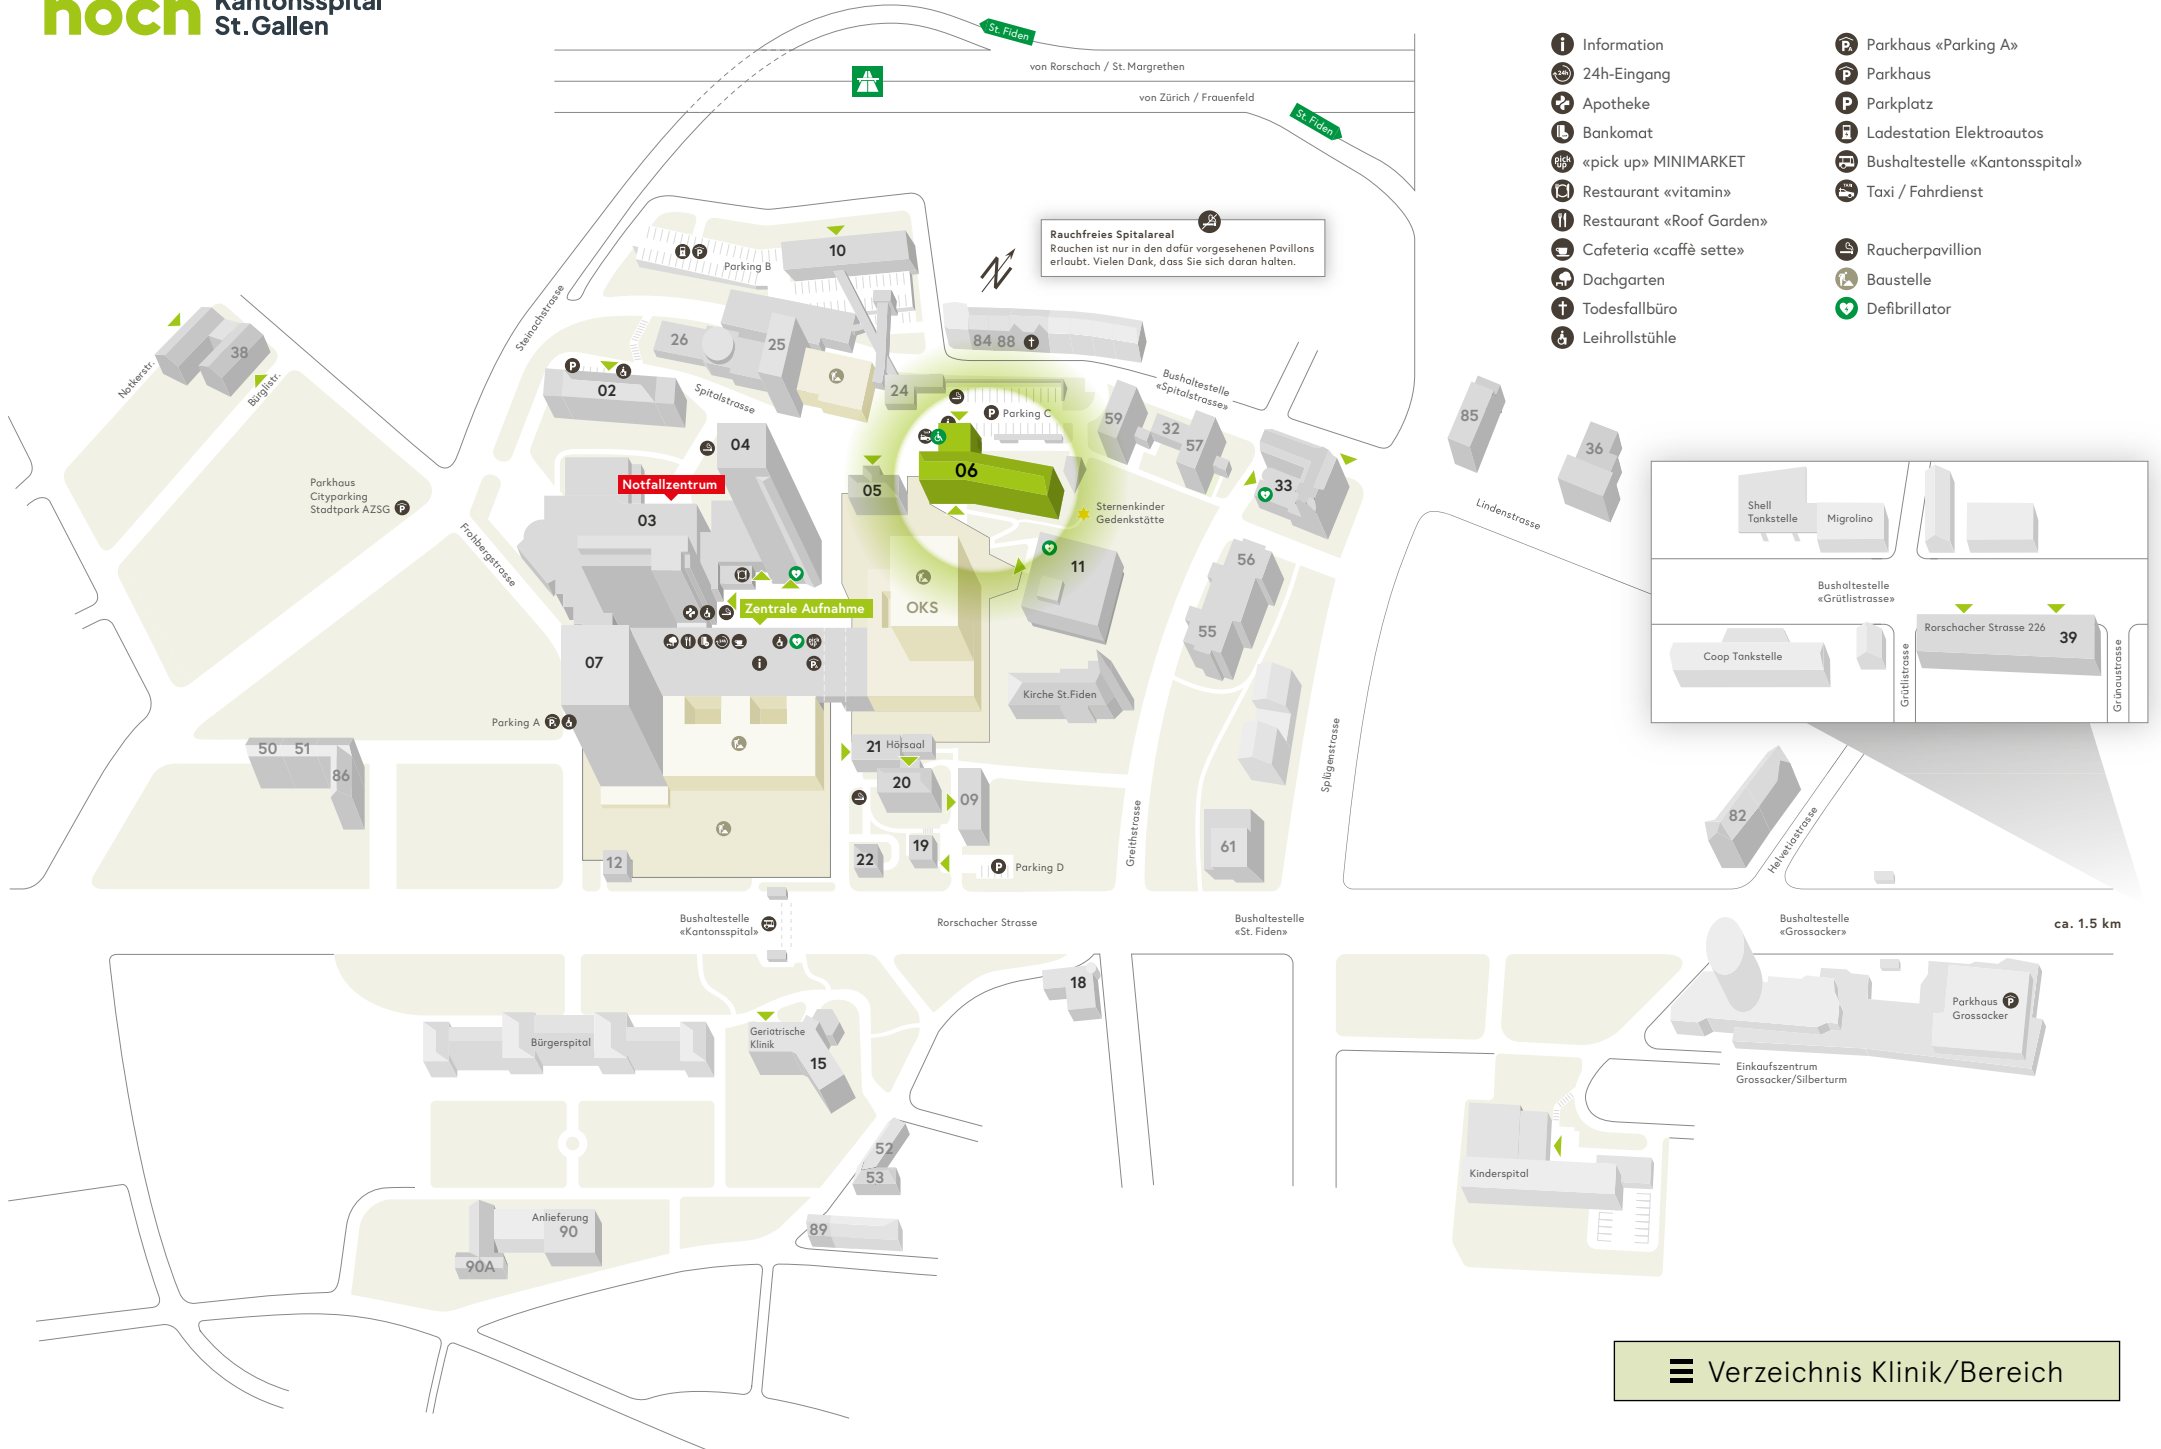 noch Kantonsspital
St.Gallen
St. Fiden
von Rorschach / St. Margrethen
von Zürich / Frauenfeld
St. Fiden
Information
24h-Eingang
Apotheke
Bankomat
«pick up» MINIMARKET
Restaurant «vitamin»
Restaurant «Roof Garden»
Cafeteria «caffè sette»
Dachgarten
Todesfallbüro
Leihrollstühle
Parkhaus «Parking A»
Parkhaus
Parkplatz
Ladestation Elektroautos
Bushaltestelle «Kantonsspital»
Taxi / Fahrdienst
Raucherpavillion
Baustelle
Defibrillator
Rauchfreies Spitalareal
Rauchen ist nur in den dafür vorgesehenen Pavillons
erlaubt. Vielen Dank, dass Sie sich daran halten.
N
Parking B
10
Steinachstrasse
26
25
84 88
38
Notkerstr.
Bürglistr.
02
Spitalstrasse
24
Bushaltestelle
«Spitalstrasse»
Parking C
59
32
57
85
36
04
06
05
33
Notfallzentrum
03
Parkhaus
Cityparking
Stadtpark AZSG
Frohbergstrasse
Sternenkinder
Gedenkstätte
Lindenstrasse
11
56
55
OKS
Zentrale Aufnahme
07
Kirche St.Fiden
Parking A
50 51
86
21 Hörsaal
20
09
19
22
12
Parking D
Greithstrasse
Splügenstrasse
61
82
Helvetiastrasse
Shell
Tankstelle
Migrolino
Bushaltestelle
«Grütlistrasse»
Rorschacher Strasse 226
39
Coop Tankstelle
Grütlistrasse
Grünaustrasse
Bushaltestelle
«Kantonsspital»
Rorschacher Strasse
Bushaltestelle
«St. Fiden»
Bushaltestelle
«Grossacker»
ca. 1.5 km
18
Bürgerspital
Geriatrische
Klinik
15
Parkhaus
Grossacker
Einkaufszentrum
Grossacker/Silberturm
52
53
89
Kinderspital
Anlieferung
90
90A
Verzeichnis Klinik/Bereich